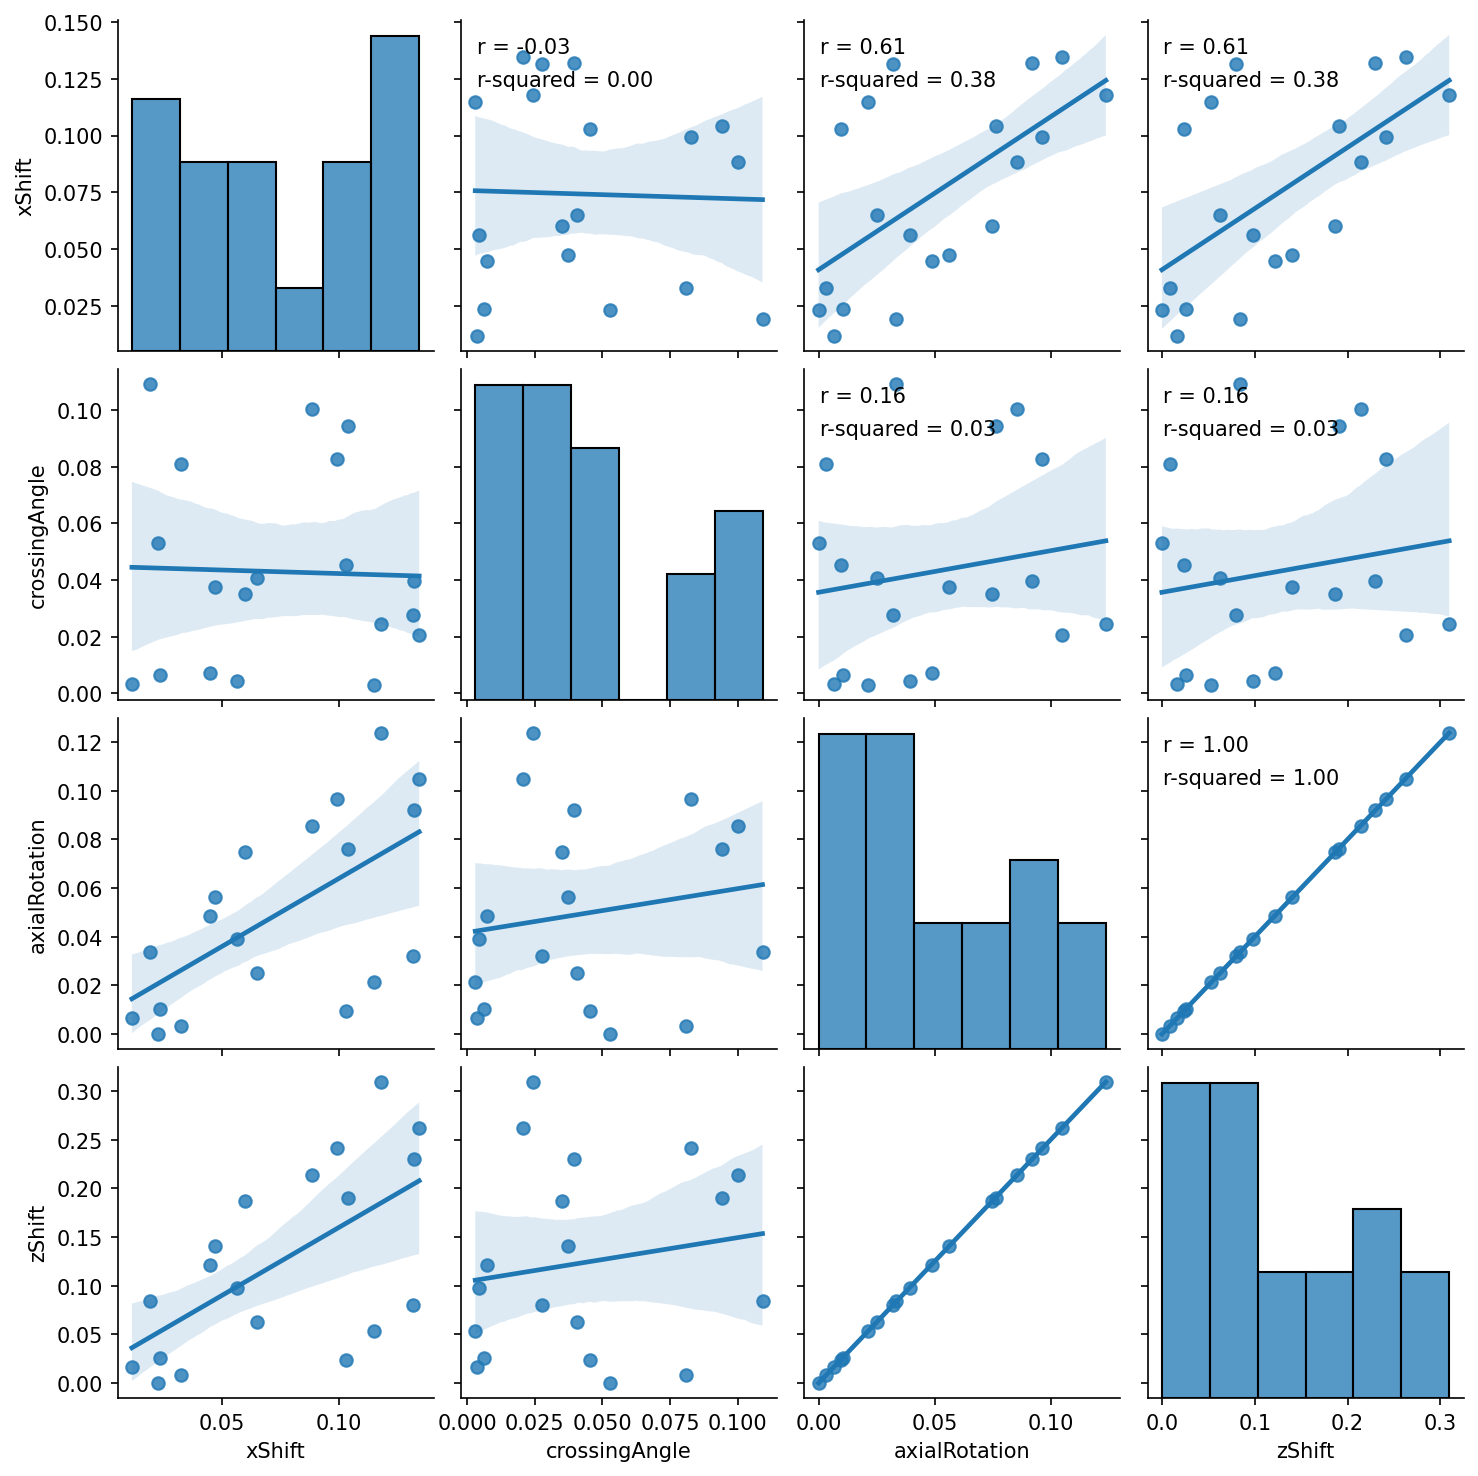 0.150
0.125
0.100
0.075
0.050
0.025
xShift
r = -0.03
r-squared = 0.00
r = 0.61
r-squared = 0.38
r = 0.61
r-squared = 0.38
0.10
0.08
0.06
0.04
0.02
0.00
crossingAngle
r = 0.16
r-squared = 0.03
r = 0.16
r-squared = 0.03
0.12
0.10
0.08
0.06
0.04
0.02
0.00
axialRotation
r = 1.00
r-squared = 1.00
0.30
0.25
0.20
0.15
0.10
0.05
0.00
zShift
0.05 0.10
xShift
0.000 0.025 0.050 0.075 0.100
crossingAngle
0.00 0.05 0.10
axialRotation
0.0 0.1 0.2 0.3
zShift